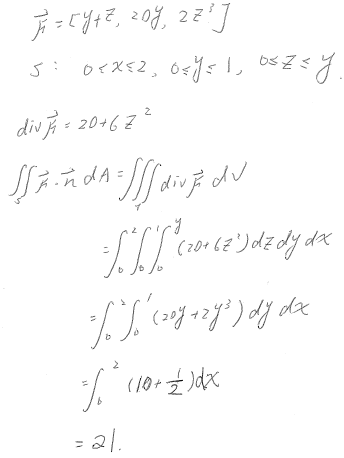 F⃗ = [y+z, 20y, 2z³]
S: 0≤x≤2, 0≤y≤1, 0≤z≤y
div F⃗ = 20+6z²
∬_S F⃗·n⃗ dA = ∭_T div F⃗ dV
= ∫₀² ∫₀¹ ∫₀^y (20+6z²) dz dy dx
= ∫₀² ∫₀¹ (20y+2y³) dy dx
= ∫₀² (10+1/2) dx
= 21.